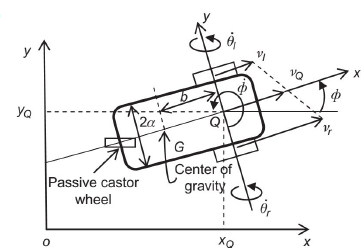 y
θ̇l
y
vl
vQ
x
b
ϕ̇
ϕ
yQ
2α
Q
vr
G
Passive castor
wheel
Center of
gravity
θ̇r
o
xQ
x